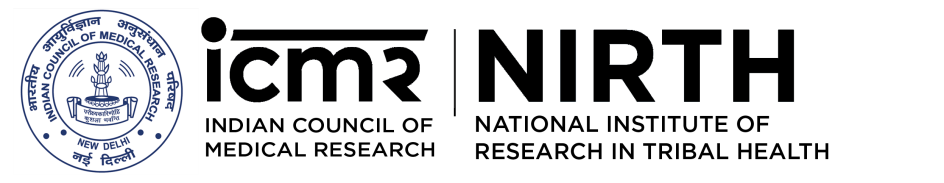 भारतीय आयुर्विज्ञान अनुसंधान परिषद
INDIAN COUNCIL OF MEDICAL RESEARCH
NEW DELHI
नई दिल्ली
icmr
INDIAN COUNCIL OF
MEDICAL RESEARCH
NIRTH
NATIONAL INSTITUTE OF
RESEARCH IN TRIBAL HEALTH